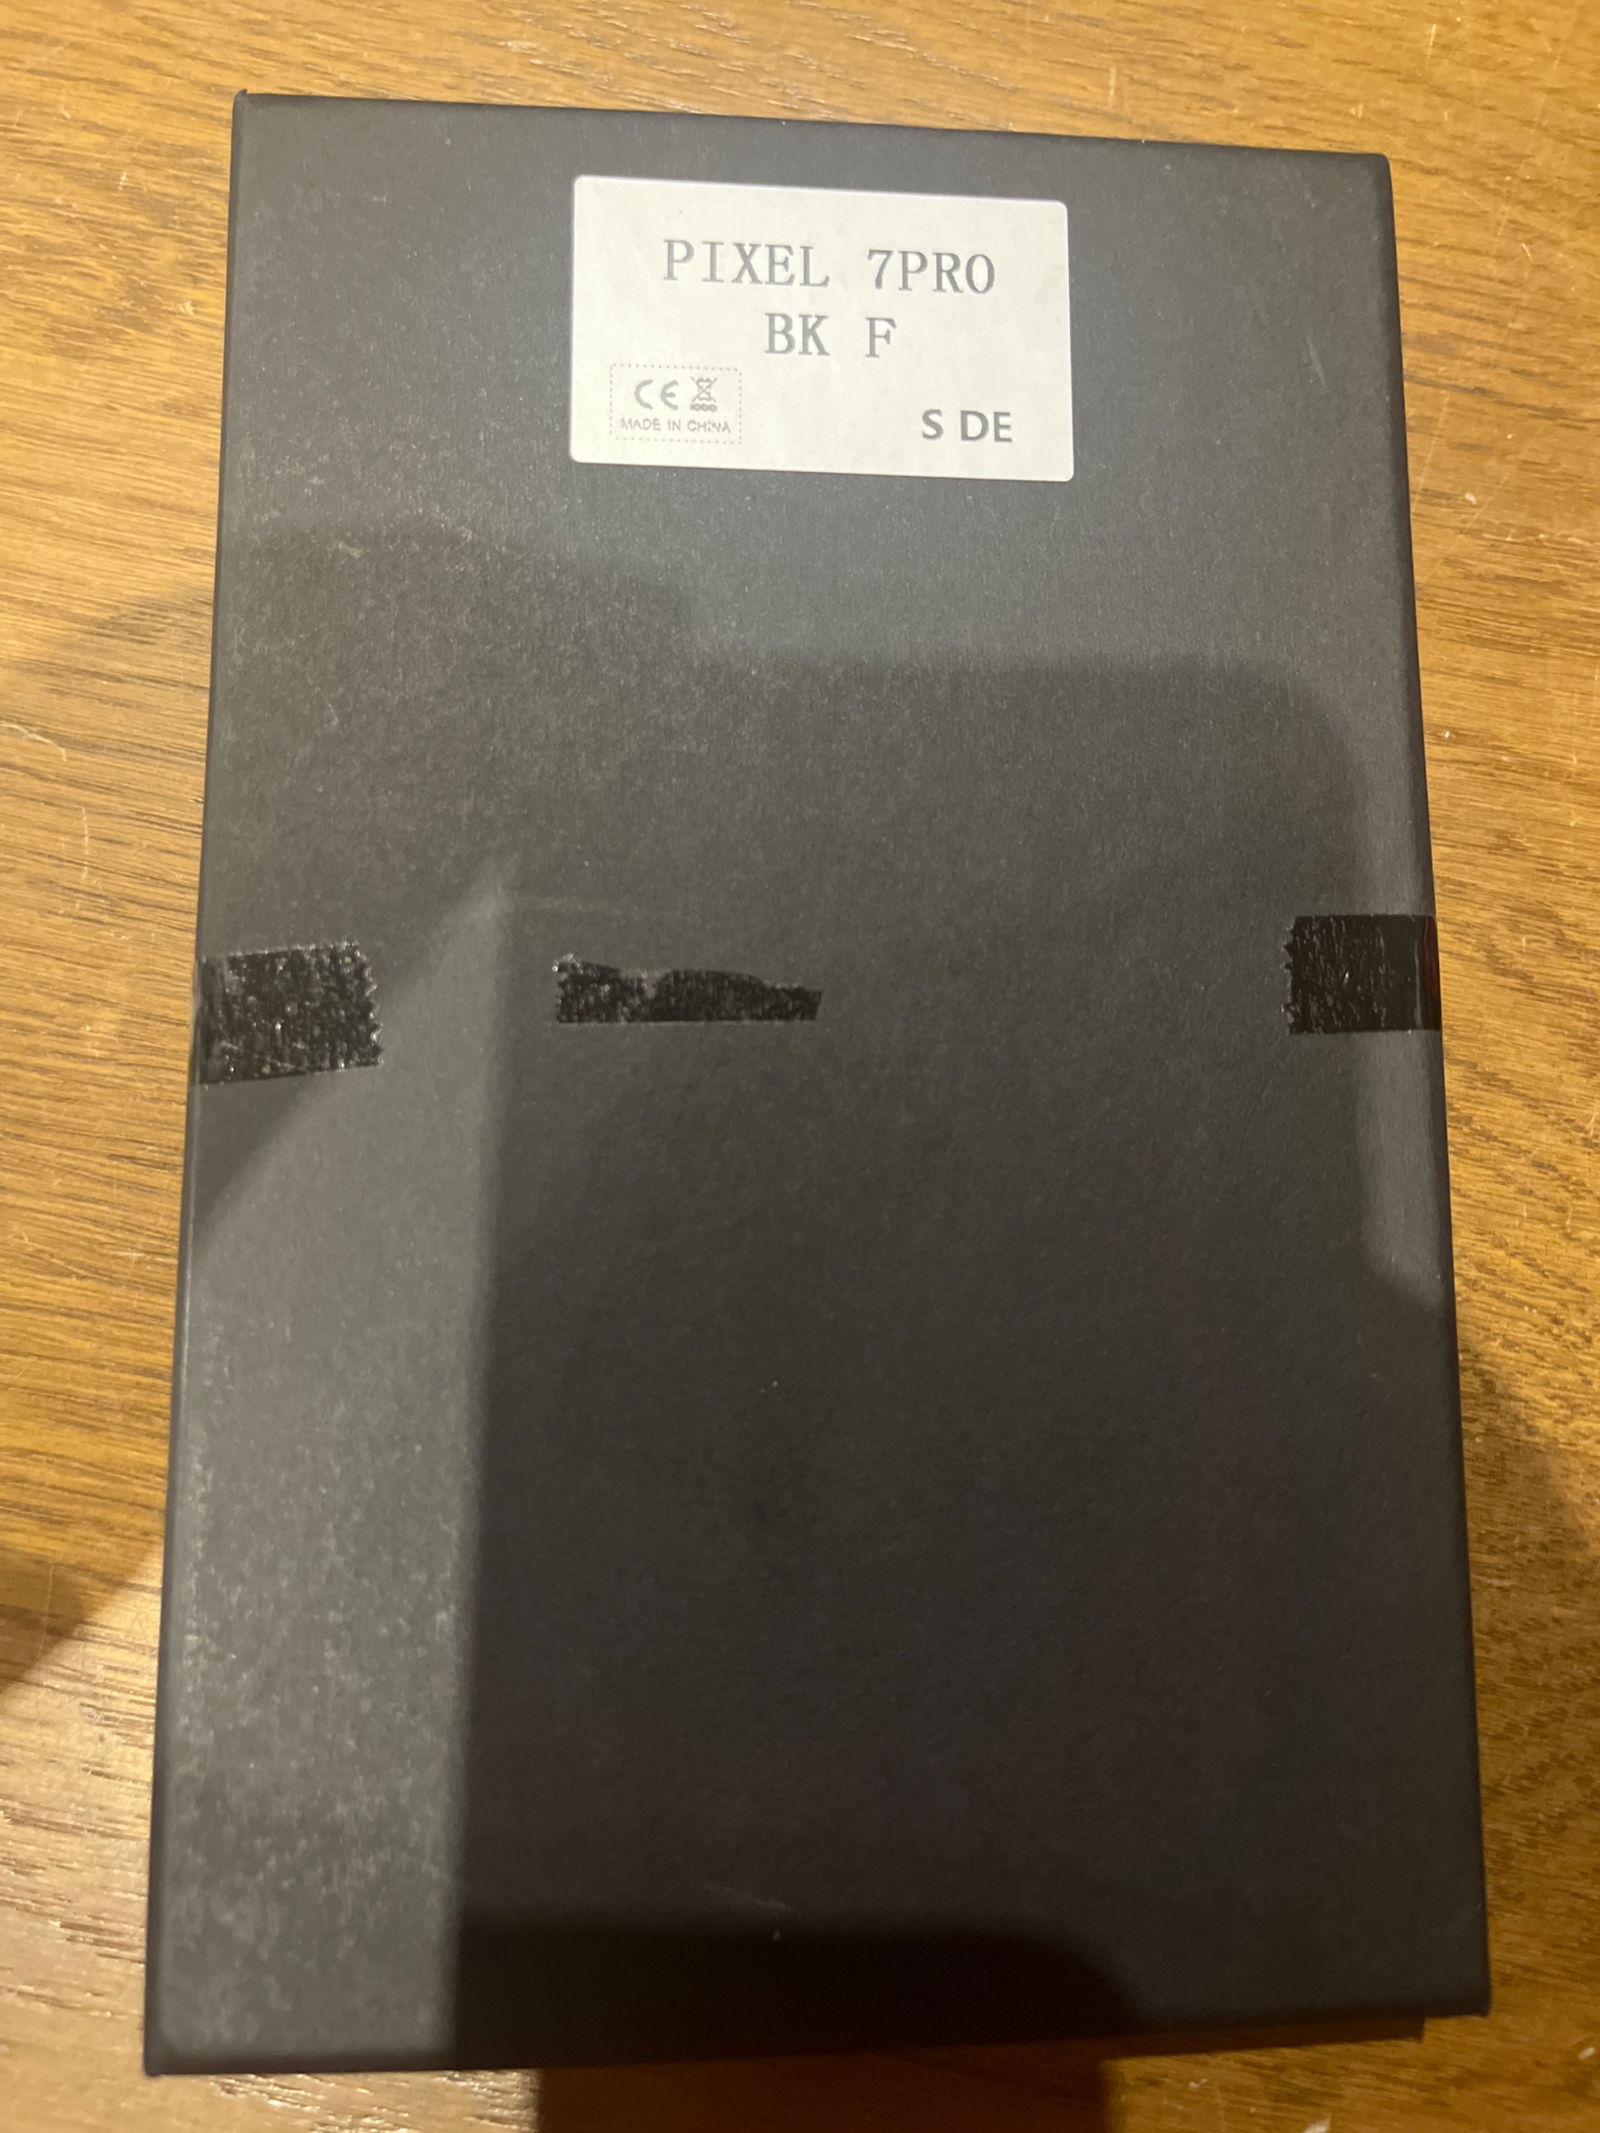 PIXEL 7PRO
BK F
CE
MADE IN CHINA
S DE